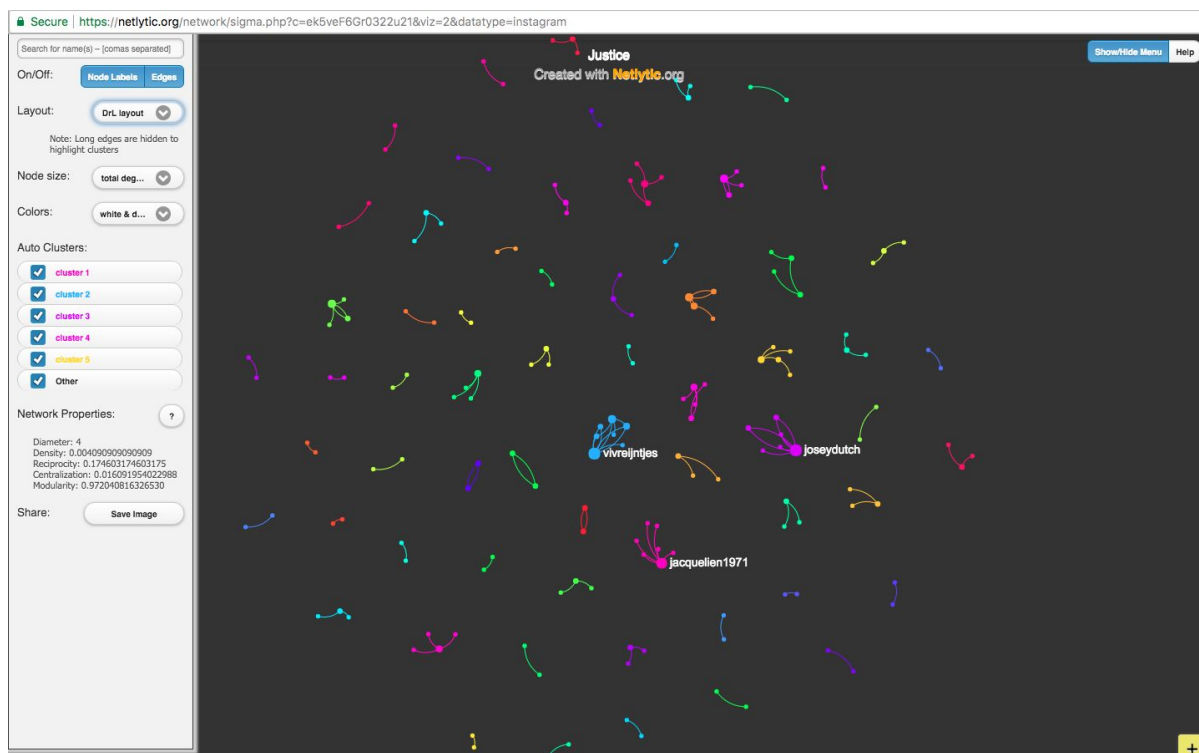 Secure | https://netlytic.org/network/sigma.php?c=ek5veF6Gr0322u21&viz=2&datatype=instagram
Search for name(s) – [comas separated]
On/Off: Node Labels Edges
Layout: DrL layout
Note: Long edges are hidden to
highlight clusters
Node size: total deg...
Colors: white & d...
Auto Clusters:
cluster 1
cluster 2
cluster 3
cluster 4
cluster 5
Other
Network Properties: ?
Diameter: 4
Density: 0.004090909090909
Reciprocity: 0.174603174603175
Centralization: 0.016091954022988
Modularity: 0.972040816326530
Share: Save Image
Justice
Created with Netlytic.org
Show/Hide Menu Help
vivreijntjes
joseydutch
jacquelien1971
+